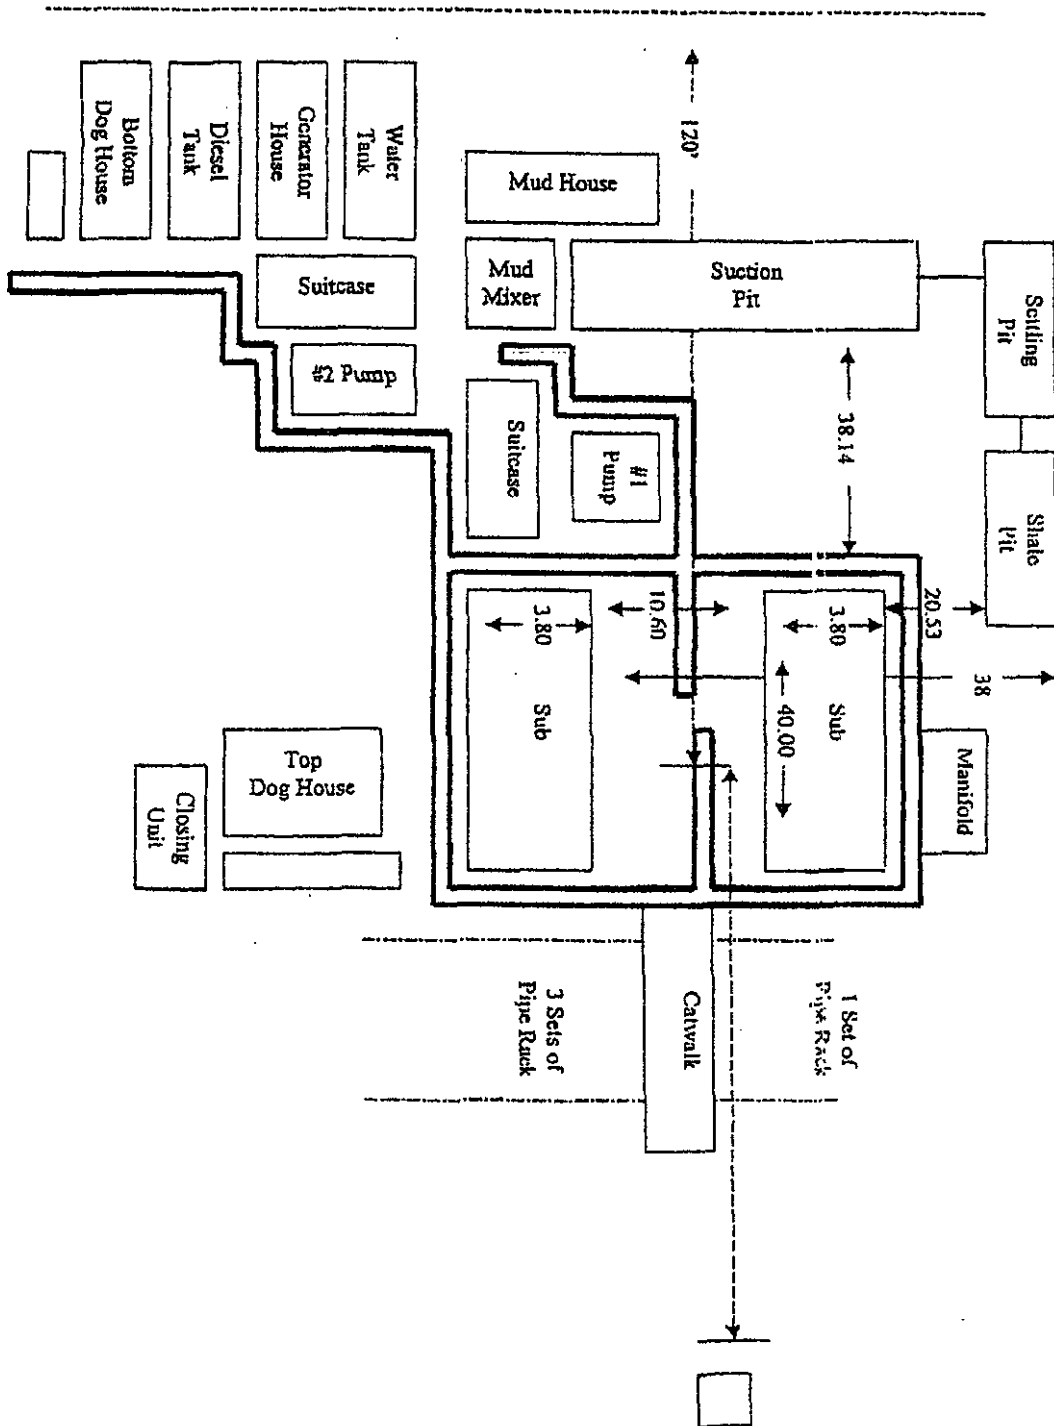 120'
Bottom
Dog House
Diesel
Tank
Generator
House
Water
Tank
Mud House
Suitcase
Mud
Mixer
Suction
Pit
Settling
Pit
#2 Pump
38.14
Suitcase
#1
Pump
Shale
Pit
20.53
10.60
3.80
3.80
38
Sub
40.00
Sub
Top
Dog House
Manifold
Closing
Unit
3 Sets of
Pipe Rack
Catwalk
1 Set of
Pipe Rack